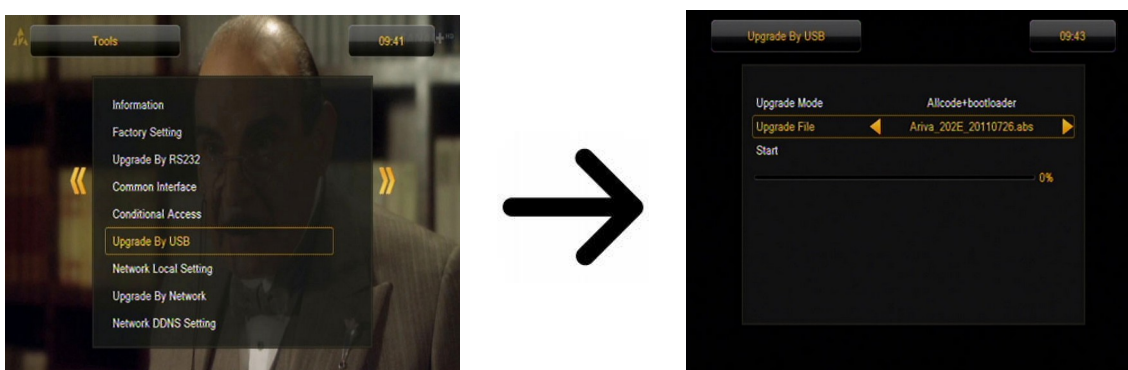 Tools
09:41
Information
Factory Setting
Upgrade By RS232
Common Interface
Conditional Access
Upgrade By USB
Network Local Setting
Upgrade By Network
Network DDNS Setting
Upgrade By USB
09:43
Upgrade Mode Allcode+bootloader
Upgrade File Ariva_202E_20110726.abs
Start
0%